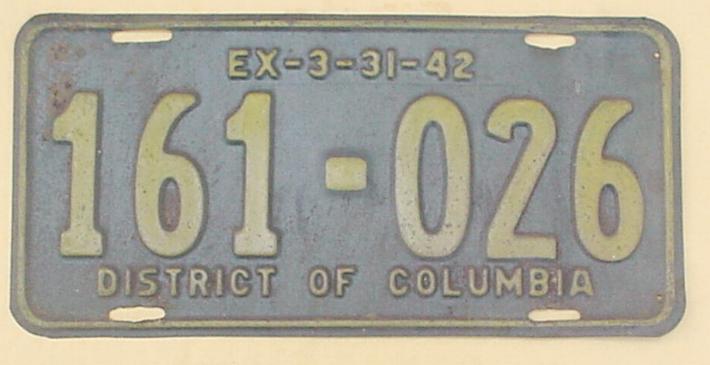 EX-3-31-42
161-026
DISTRICT OF COLUMBIA